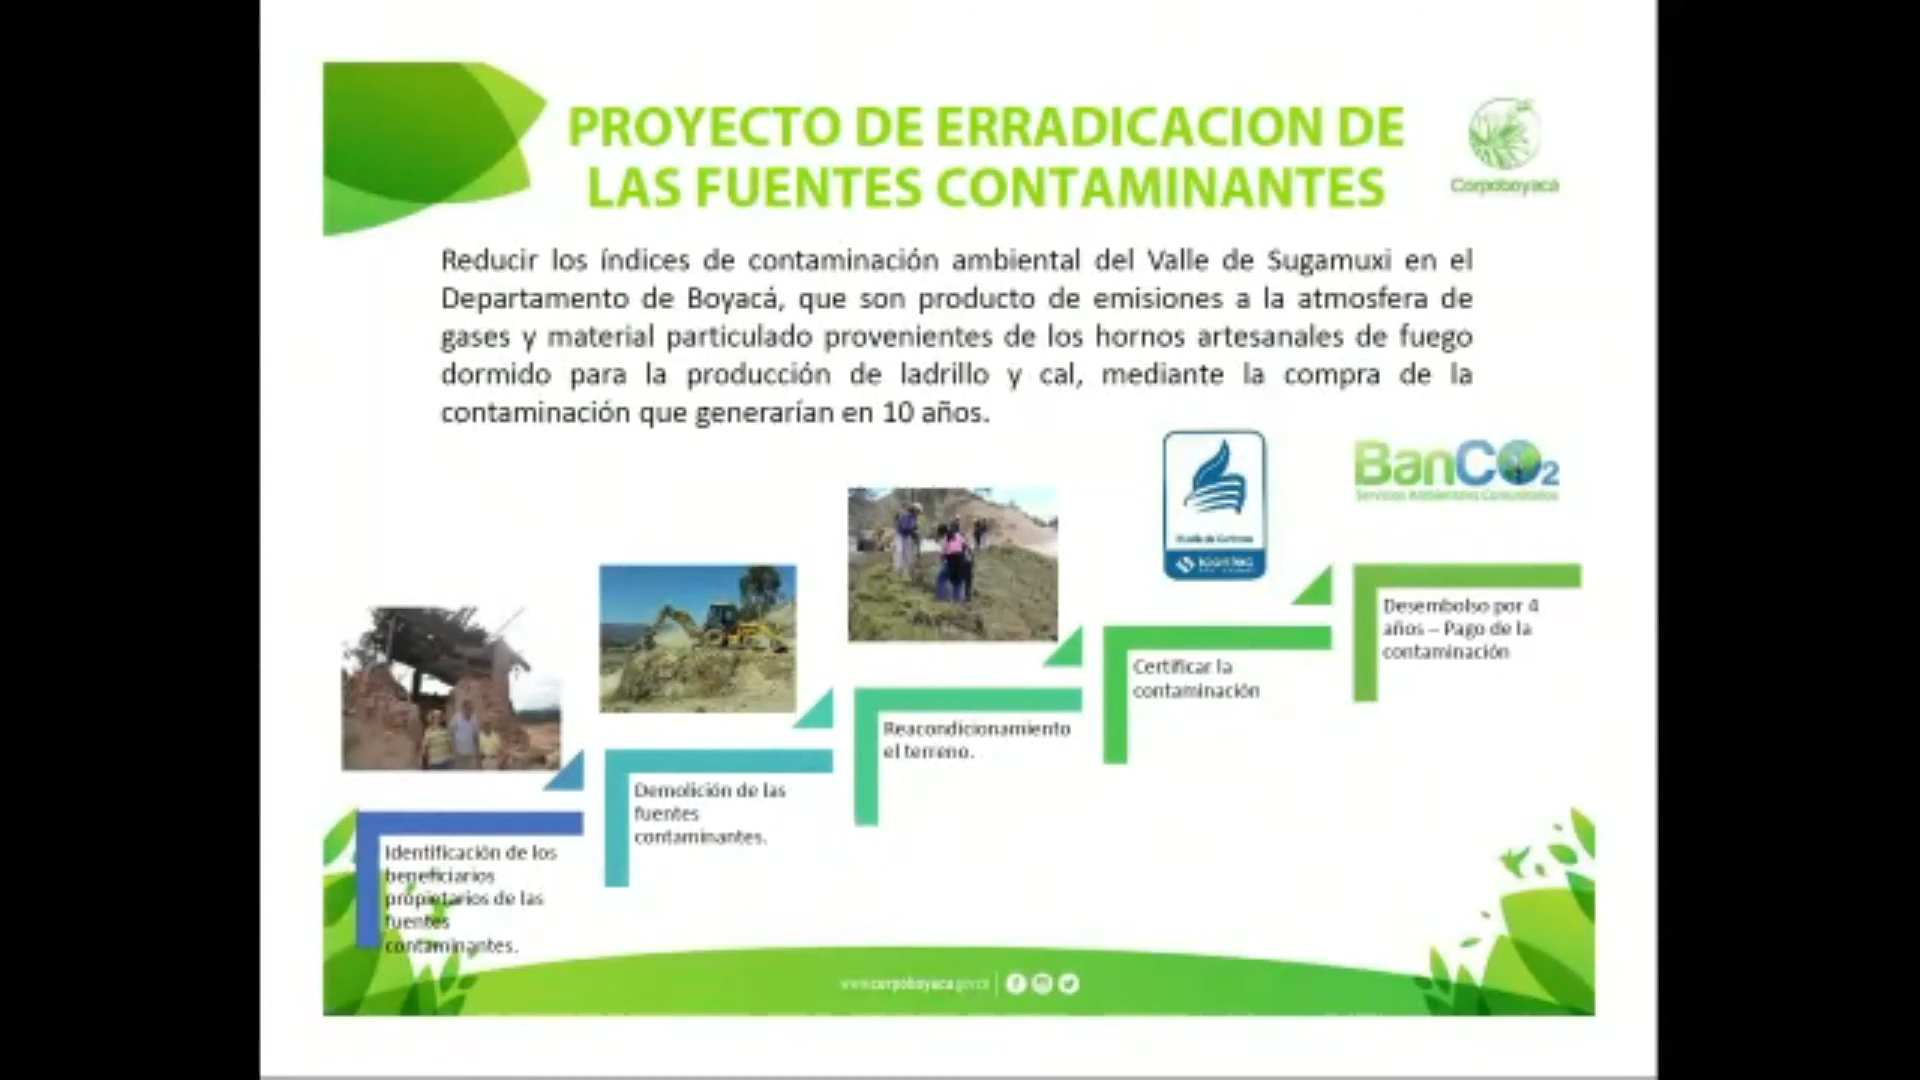 PROYECTO DE ERRADICACION DE
LAS FUENTES CONTAMINANTES
Corpoboyacá
Reducir los índices de contaminación ambiental del Valle de Sugamuxi en el
Departamento de Boyacá, que son producto de emisiones a la atmosfera de
gases y material particulado provenientes de los hornos artesanales de fuego
dormido para la producción de ladrillo y cal, mediante la compra de la
contaminación que generarían en 10 años.
BanCO2
Servicios Ambientales Comunitarios
Identificación de los
beneficiarios
propietarios de las
fuentes
contaminantes.
Demolición de las
fuentes
contaminantes.
Reacondicionamiento
el terreno.
Certificar la
contaminación
Desembolso por 4
años – Pago de la
contaminación
www.corpoboyaca.gov.co